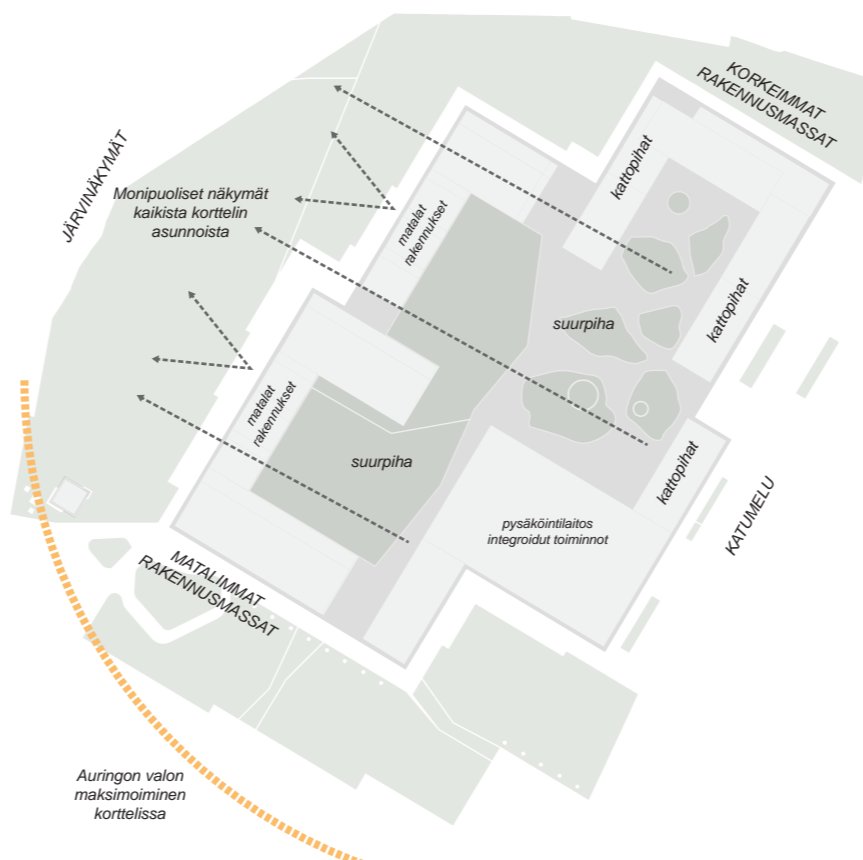 KORKEIMMAT
RAKENNUSMASSAT
JÄRVINÄKYMÄT
Monipuoliset näkymät
kaikista korttelin
asunnoista
kattopihat
matalat
rakennukset
kattopihat
suurpiha
matalat
rakennukset
suurpiha
kattopihat
pysäköintilaitos
integroidut toiminnot
KATUMELU
MATALIMMAT
RAKENNUSMASSAT
Auringon valon
maksimoiminen
korttelissa